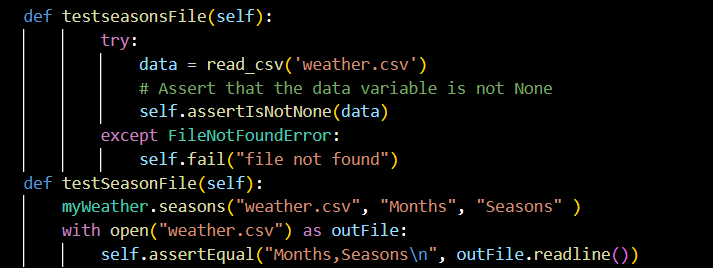 def testseasonsFile(self):
try:
data = read_csv('weather.csv')
# Assert that the data variable is not None
self.assertIsNotNone(data)
except FileNotFoundError:
self.fail("file not found")
def testSeasonFile(self):
myWeather.seasons("weather.csv", "Months", "Seasons" )
with open("weather.csv") as outFile:
self.assertEqual("Months,Seasons\n", outFile.readline())